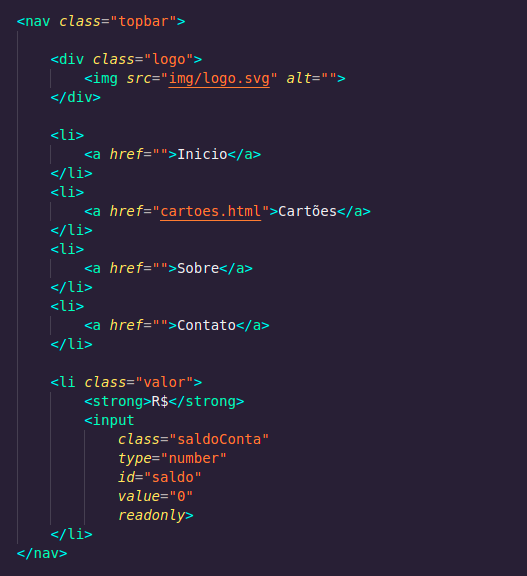 <nav class="topbar">
<div class="logo">
<img src="img/logo.svg" alt="">
</div>
<li>
<a href="">Inicio</a>
</li>
<li>
<a href="cartoes.html">Cartões</a>
</li>
<li>
<a href="">Sobre</a>
</li>
<li>
<a href="">Contato</a>
</li>
<li class="valor">
<strong>R$</strong>
<input
class="saldoConta"
type="number"
id="saldo"
value="0"
readonly>
</li>
</nav>